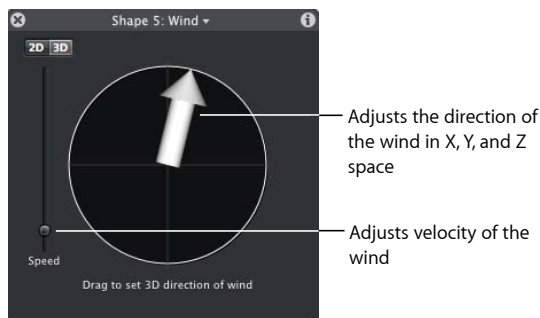 Shape 5: Wind
2D 3D
Adjusts the direction of
the wind in X, Y, and Z
space
Adjusts velocity of the
wind
Speed
Drag to set 3D direction of wind